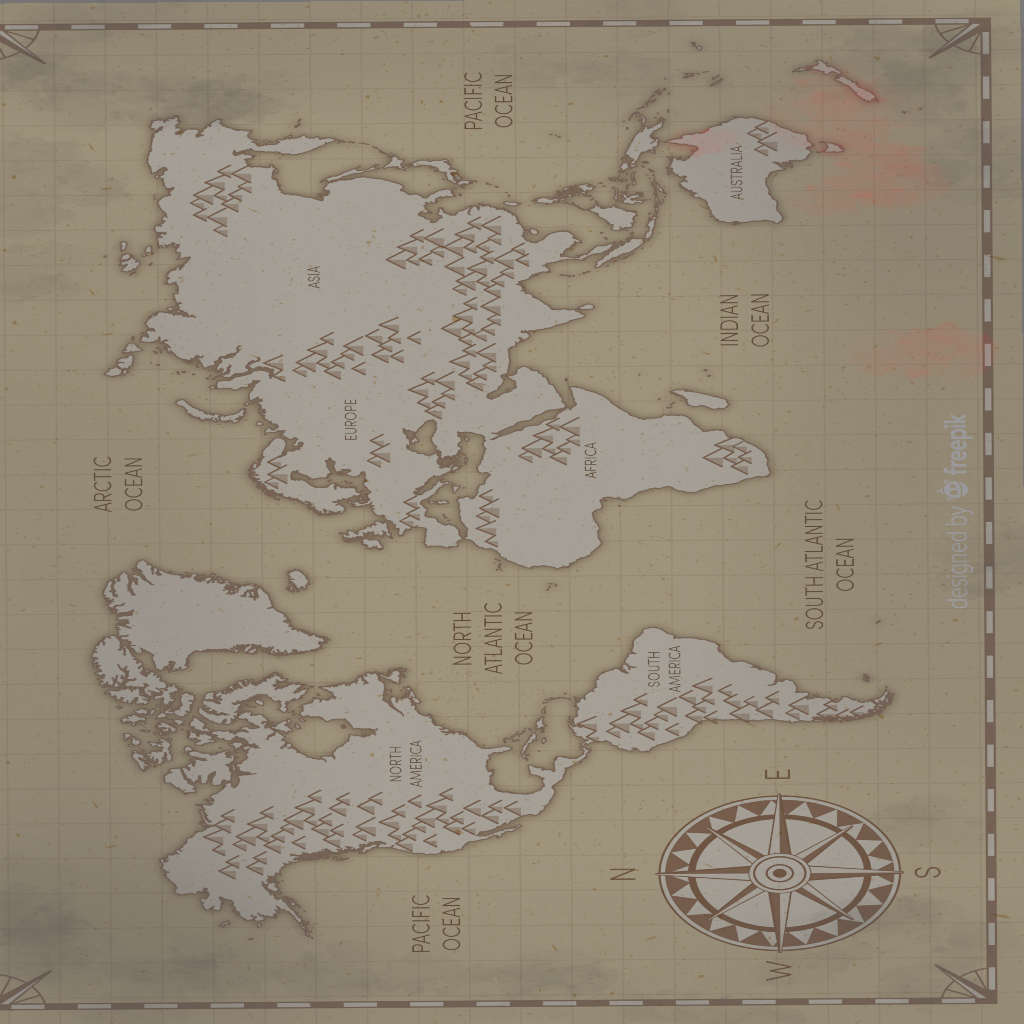 ARCTIC
OCEAN
ASIA
EUROPE
NORTH
AMERICA
PACIFIC
OCEAN
NORTH
ATLANTIC
OCEAN
PACIFIC
OCEAN
AFRICA
SOUTH
AMERICA
INDIAN
OCEAN
AUSTRALIA
SOUTH ATLANTIC
OCEAN
N
W
E
S
designed by freepik